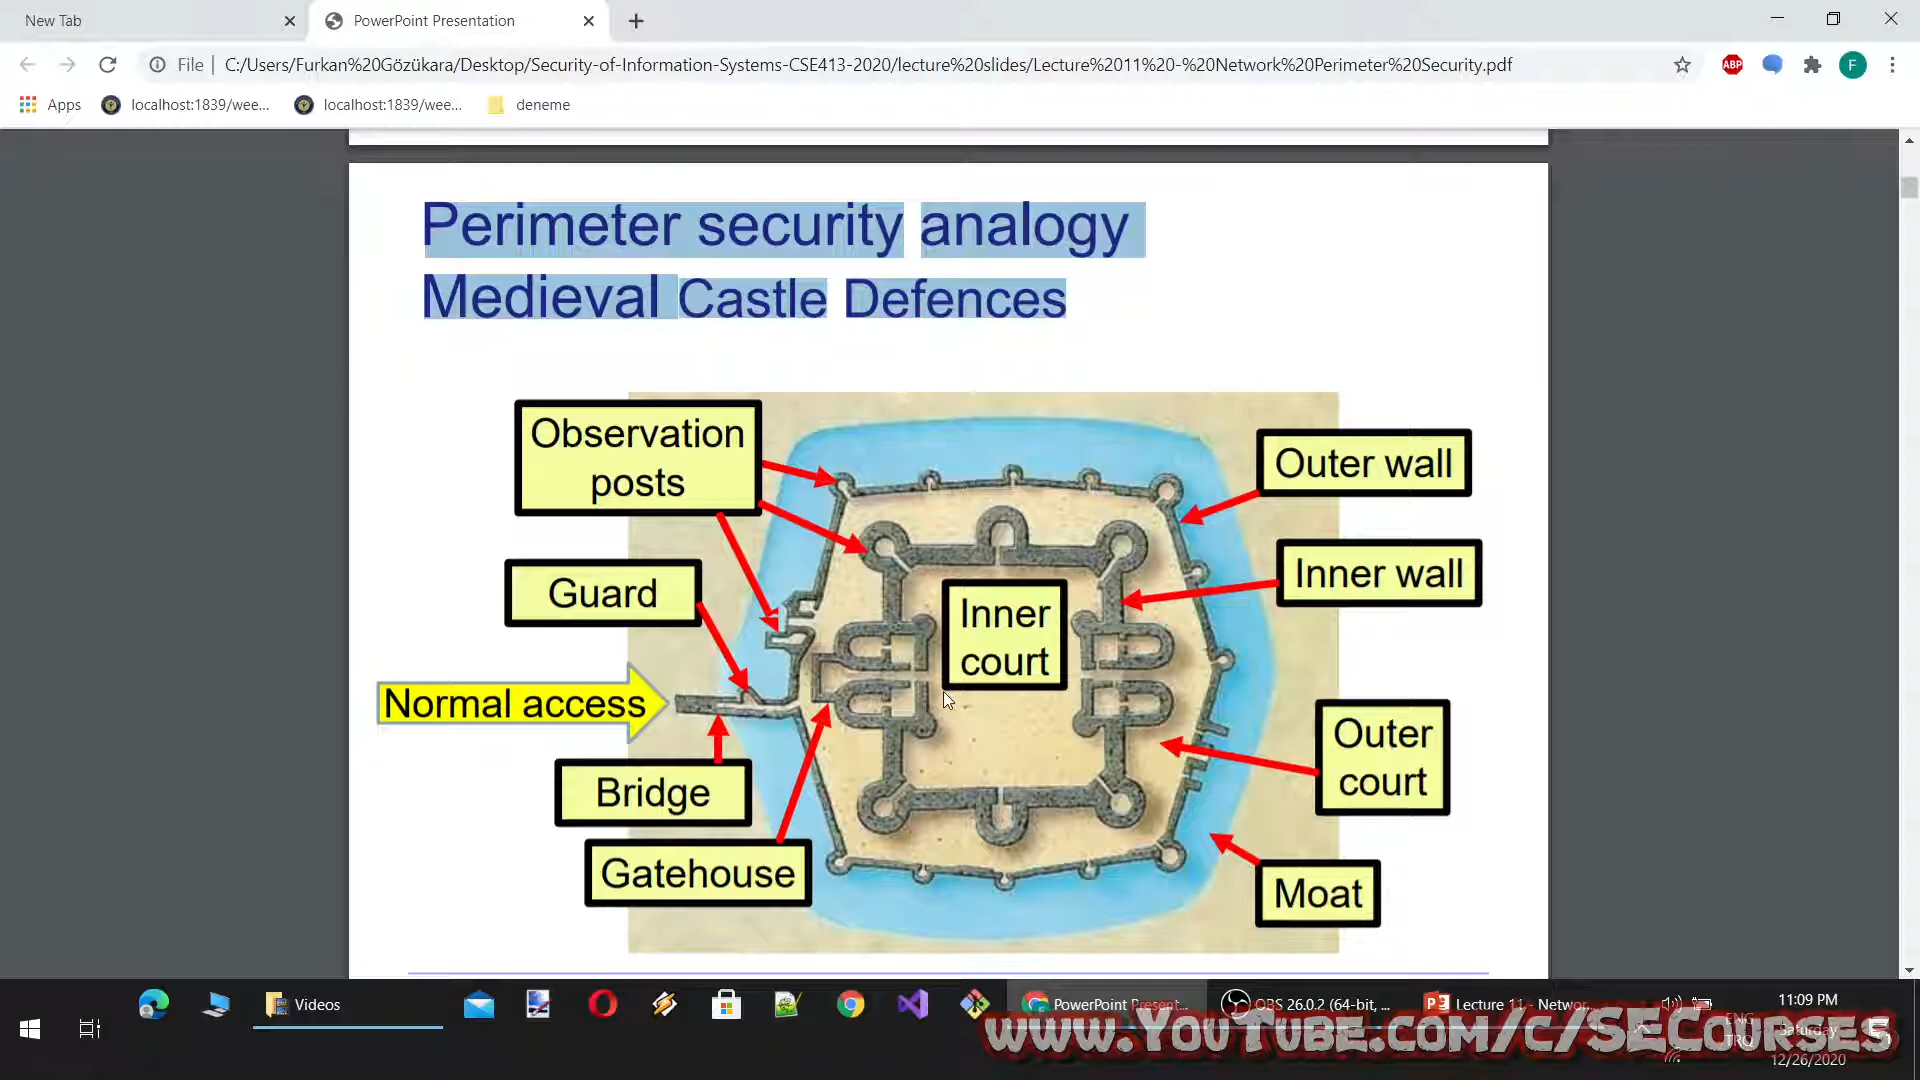 New Tab
PowerPoint Presentation
File
C:/Users/Furkan%20Gözükara/Desktop/Security-of-Information-Systems-CSE413-2020/lecture%20slides/Lecture%2011%20-%20Network%20Perimeter%20Security.pdf
ABP
F
Apps
localhost:1839/wee...
localhost:1839/wee...
deneme
Perimeter security analogy
Medieval Castle Defences
Observation
posts
Outer wall
Inner wall
Guard
Inner
court
Normal access
Outer
court
Bridge
Gatehouse
Moat
Videos
PowerPoint Present...
OBS 26.0.2 (64-bit, ...
Lecture 11 - Networ...
11:09 PM
ENG
Saturday
TRQ
12/26/2020
www.YouTube.com/c/SECourses